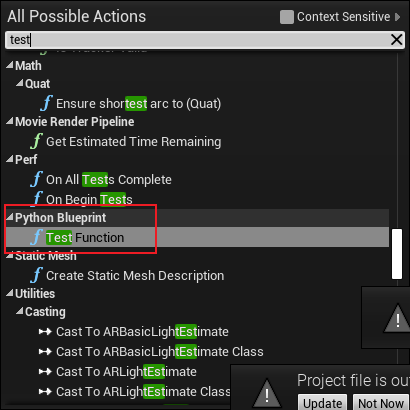 All Possible Actions
Context Sensitive
test
Math
Quat
Ensure shortest arc to (Quat)
Movie Render Pipeline
Get Estimated Time Remaining
Perf
On All Tests Complete
On Begin Tests
Python Blueprint
Test Function
Static Mesh
Create Static Mesh Description
Utilities
Casting
Cast To ARBasicLightEstimate
Cast To ARBasicLightEstimate Class
Cast To ARLightEstimate
Cast To ARLightEstimate Class
Project file is ou
Update Not Now